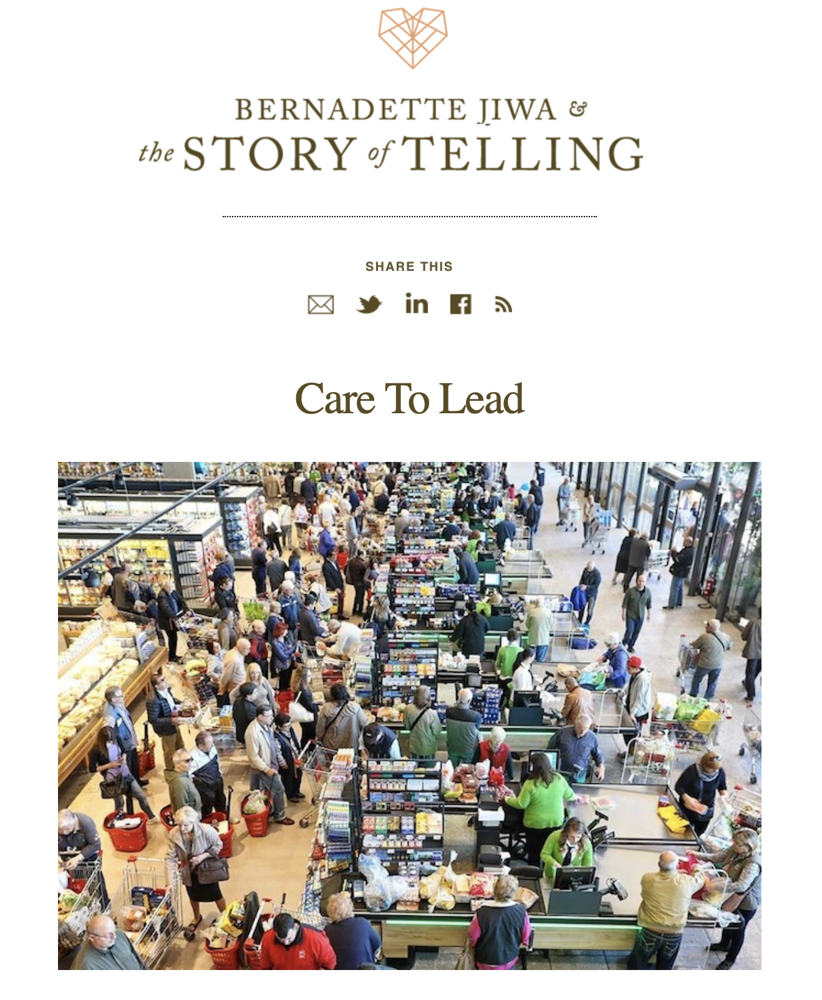 BERNADETTE JIWA &
the STORY of TELLING
SHARE THIS
Care To Lead